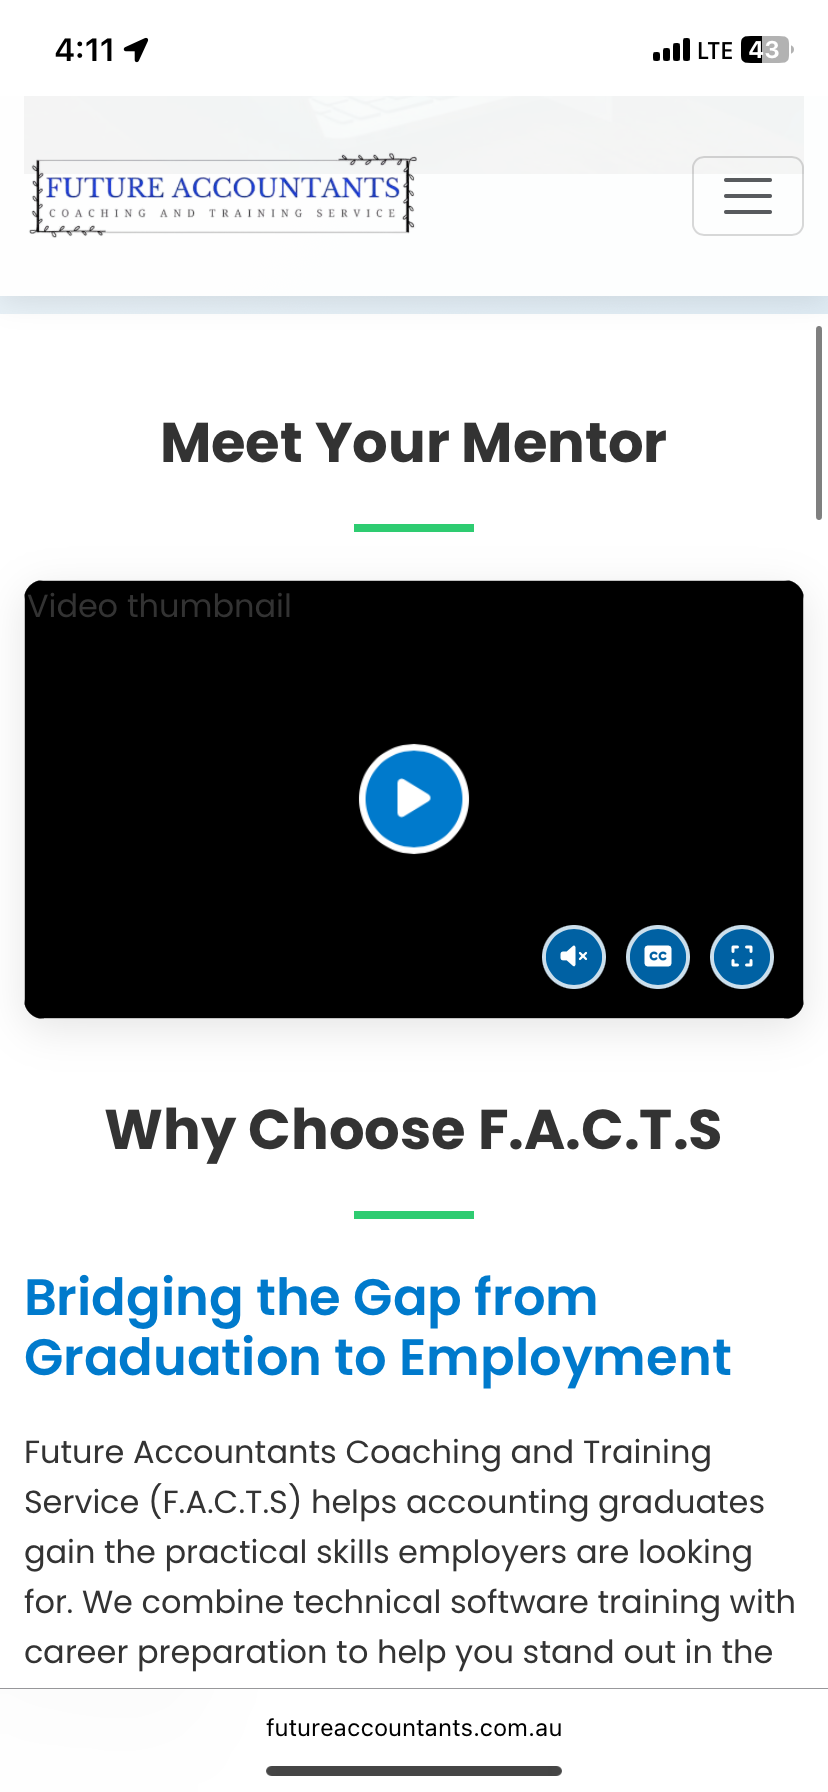 4:11
LTE 43
FUTURE ACCOUNTANTS
COACHING AND TRAINING SERVICE
Meet Your Mentor
Video thumbnail
CC
Why Choose F.A.C.T.S
Bridging the Gap from
Graduation to Employment
Future Accountants Coaching and Training
Service (F.A.C.T.S) helps accounting graduates
gain the practical skills employers are looking
for. We combine technical software training with
career preparation to help you stand out in the
futureaccountants.com.au